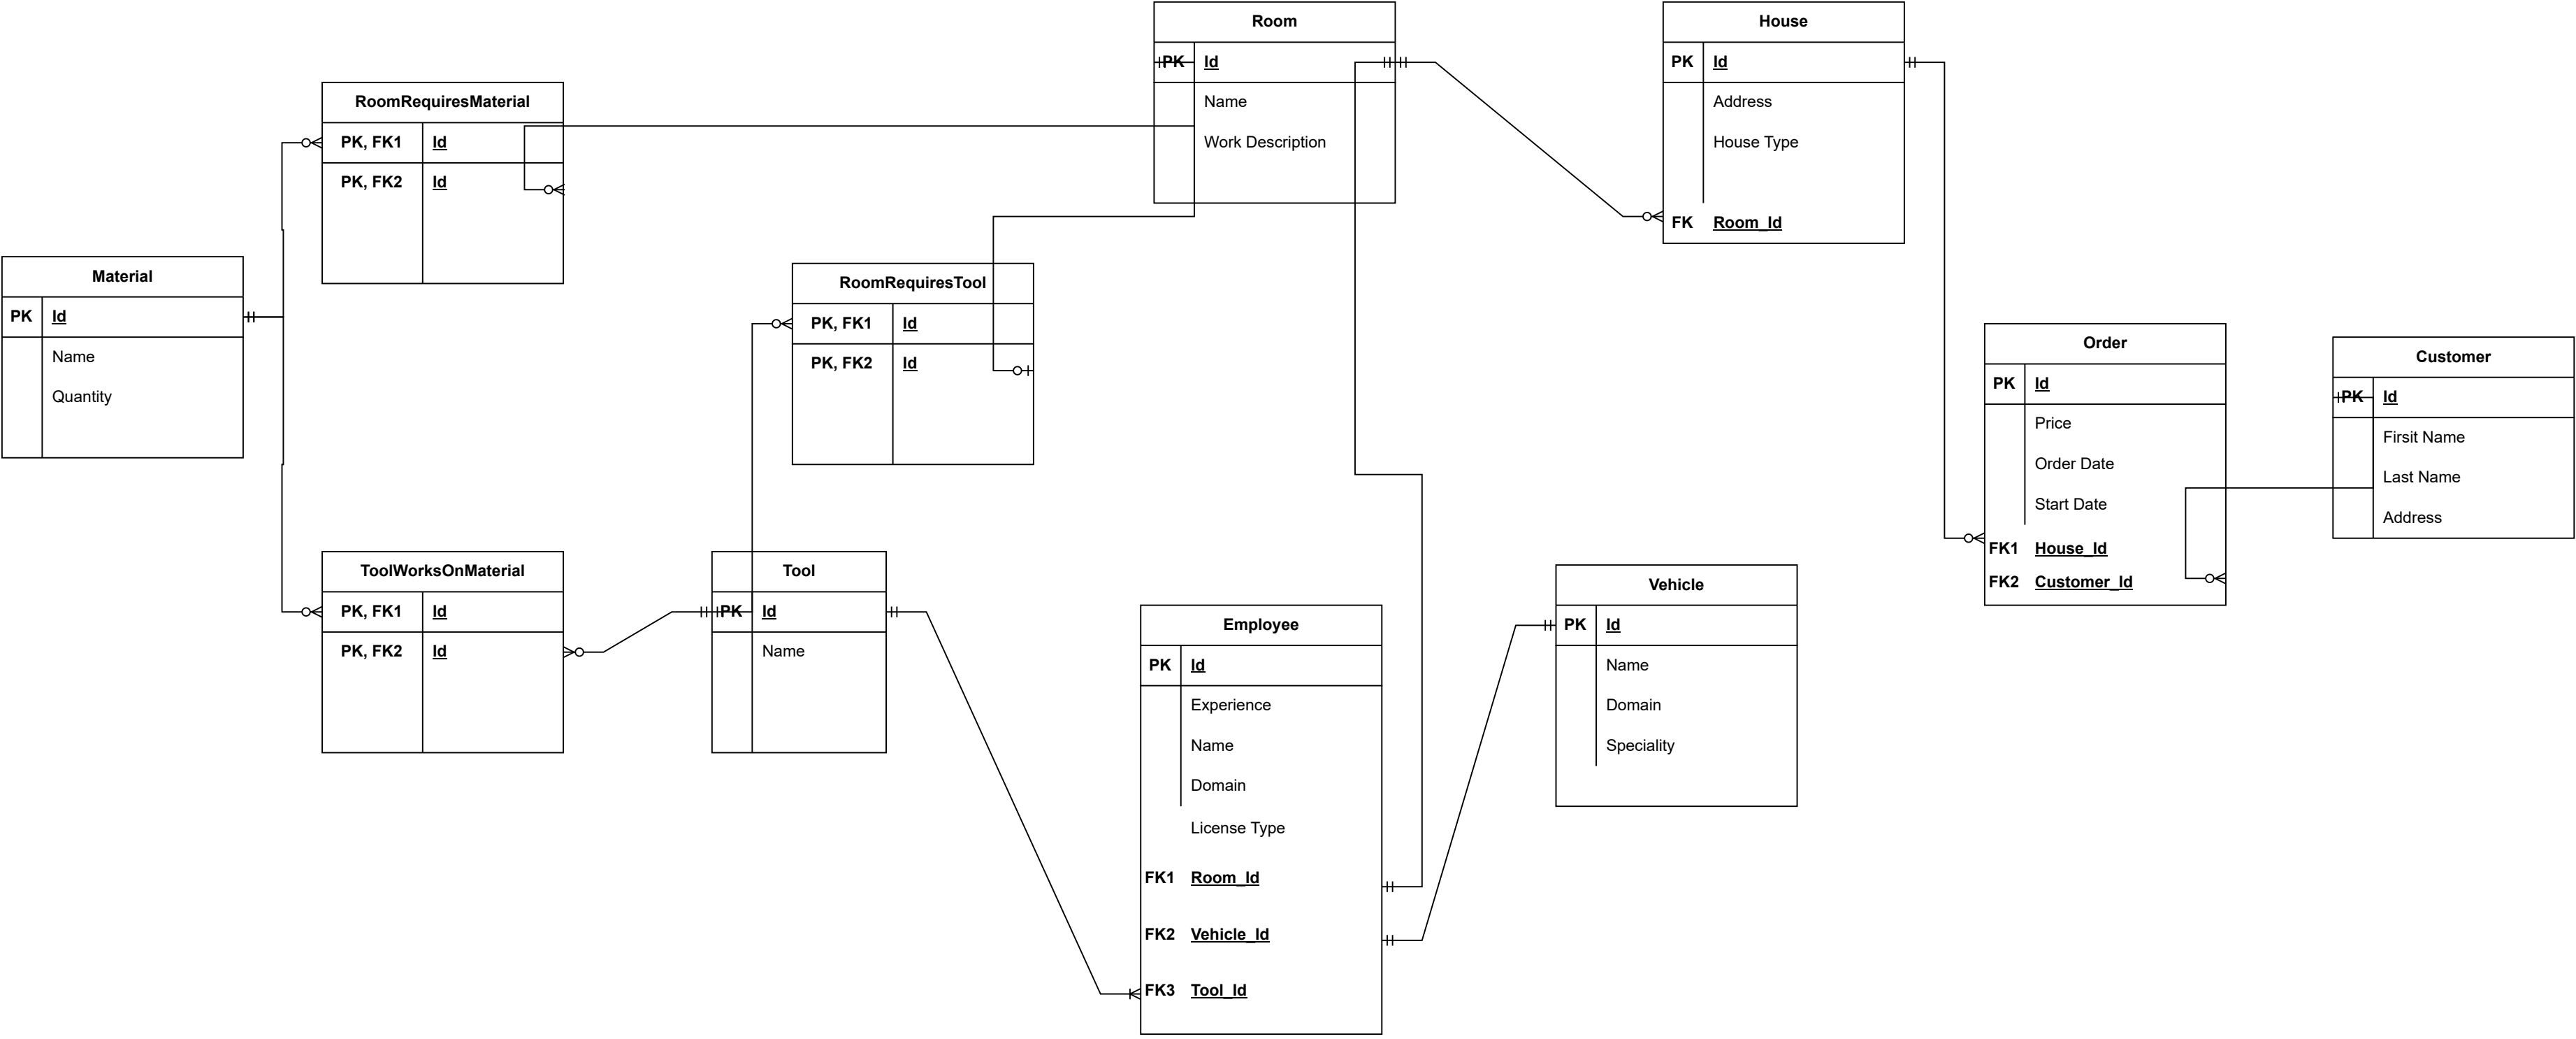 Room
PK Id
Name
Work Description
House
PK Id
Address
House Type
FK Room_Id
RoomRequiresMaterial
PK, FK1 Id
PK, FK2 Id
Material
PK Id
Name
Quantity
RoomRequiresTool
PK, FK1 Id
PK, FK2 Id
Order
PK Id
Price
Order Date
Start Date
FK1 House_Id
FK2 Customer_Id
Customer
PK Id
Firsit Name
Last Name
Address
ToolWorksOnMaterial
PK, FK1 Id
PK, FK2 Id
Tool
PK Id
Name
Employee
PK Id
Experience
Name
Domain
License Type
FK1 Room_Id
FK2 Vehicle_Id
FK3 Tool_Id
Vehicle
PK Id
Name
Domain
Speciality